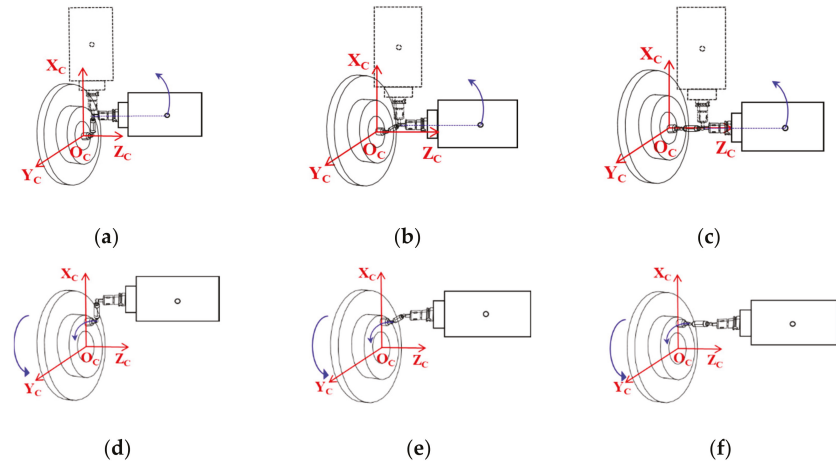 X_C X_C X_C
O_C Z_C O_C Z_C O_C Z_C
Y_C Y_C Y_C
(a) (b) (c)
X_C X_C X_C
O_C Z_C O_C Z_C O_C Z_C
Y_C Y_C Y_C
(d) (e) (f)